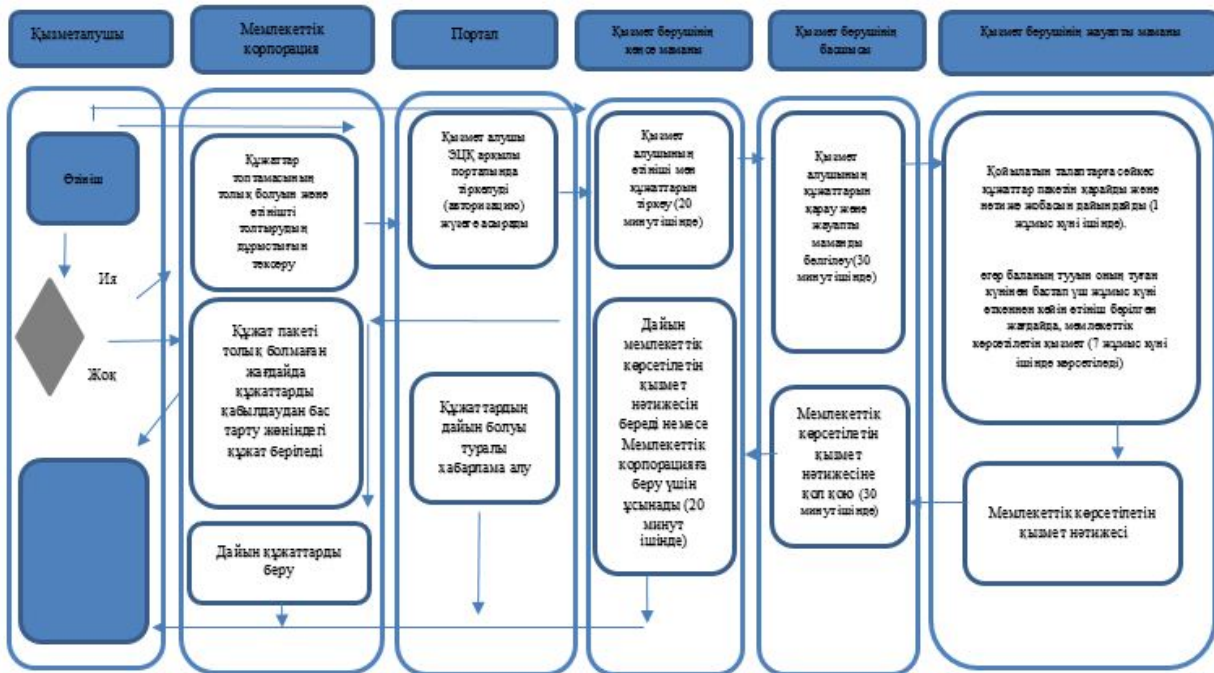 Қызметалушы
Мемлекеттік
корпорация
Портал
Қызмет берушінің
кеңсе маманы
Қызмет берушінің
басшысы
Қызмет берушінің жауапты маманы
Өтініш
Ия
Жоқ
Құжаттар
топтамасының
толық болуын және
өтінішті
толтырудың
дұрыстығын
тексеру
Құжат пакеті
толық болмаған
жағдайда
құжаттарды
қабылдаудан бас
тарту жөніндегі
құжат беріледі
Дайын құжаттарды
беру
Қызмет алушы
ЭЦҚ арқылы
порталында
тіркелуді
(авторизацию)
жүзеге асырады
Құжаттардың
дайын болуы
туралы
хабарлама алу
Қызмет
алушының
өтініші мен
құжаттарын
тіркеу (20
минут ішінде)
Дайын
мемлекеттік
көрсетілетін
қызмет
нәтижесін
береді немесе
Мемлекеттік
корпорацияға
беру үшін
ұсынады (20
минут
ішінде)
Қызмет
алушының
құжаттарын
қарау және
жауапты
маманды
белгілеу(30
минут ішінде)
Мемлекеттік
көрсетілетін
қызмет
нәтижесіне
қол қою (30
минут ішінде)
Қойылатын талаптарға сәйкес
құжаттар пакетін қарайды және
нәтиже жобасын дайындайды (1
жұмыс күні ішінде).
егер баланың тууын оның туған
күнінен бастап үш жұмыс күні
өткеннен кейін өтініш берілген
жағдайда, мемлекеттік
көрсетілетін қызмет (7 жұмыс күні
ішінде көрсетіледі)
Мемлекеттік көрсетілетін
қызмет нәтижесі